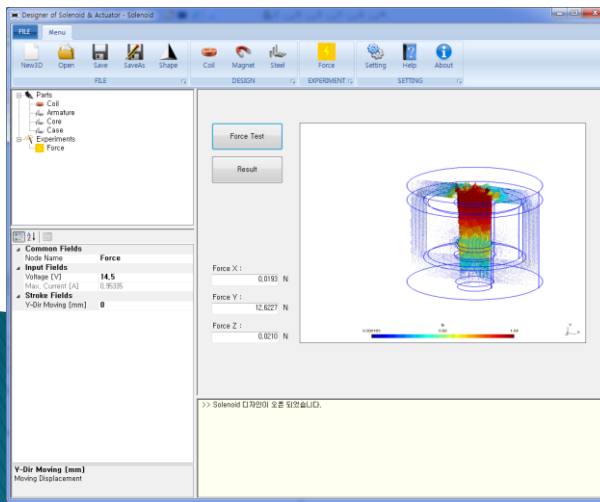 Designer of Solenoid & Actuator - Solenoid
FILE
Menu
New3D
Open
Save
SaveAs
Shape
Coil
Magnet
Steel
Force
Setting
Help
About
FILE
DESIGN
EXPERIMENT
SETTING
Parts
Coil
Armature
Core
Case
Experiments
Force
Common Fields
Node Name Force
Input Fields
Voltage [V] 14,5
Max, Current [A] 0,95335
Stroke Fields
Y-Dir Moving [mm] 0
Y-Dir Moving [mm]
Moving Displacement
Force Test
Result
Force X :
0,0193 N
Force Y :
12,6227 N
Force Z :
0,0210 N
>> Solenoid 디자인이 오픈 되었습니다.